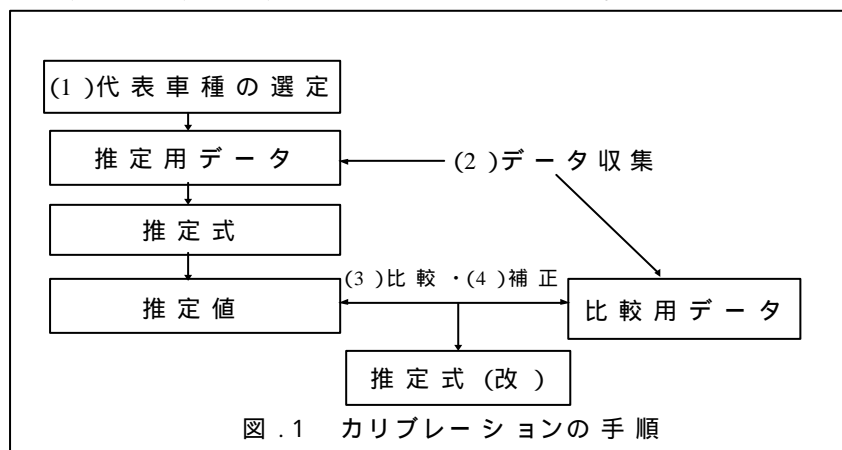 (1)代表車種の選定
推定用データ
(2)データ収集
推定式
(3)比較・(4)補正
推定値
比較用データ
推定式(改)
図.1 カリブレーションの手順